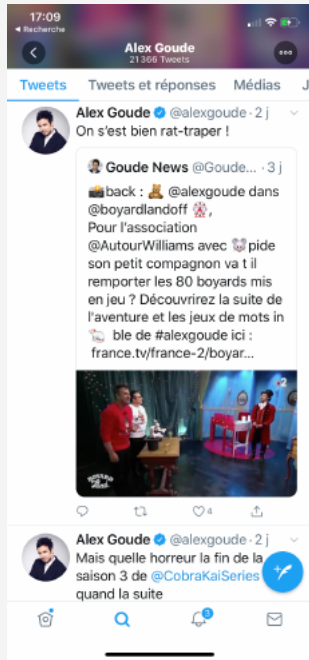 17:09
Recherche
Alex Goude
21 366 Tweets
Tweets
Tweets et réponses
Médias
J
Alex Goude @alexgoude · 2 j
On s'est bien rat-traper !
Goude News @Goude... · 3 j
back : @alexgoude dans
@boyardlandoff ,
Pour l'association
@AutourWilliams avec pide
son petit compagnon va t il
remporter les 80 boyards mis
en jeu ? Découvrirez la suite de
l'aventure et les jeux de mots in
ble de #alexgoude ici :
france.tv/france-2/boyar...
2
BOYARD
Land
4
Alex Goude @alexgoude · 2 j
Mais quelle horreur la fin de la
saison 3 de @CobraKaiSeries
quand la suite
3